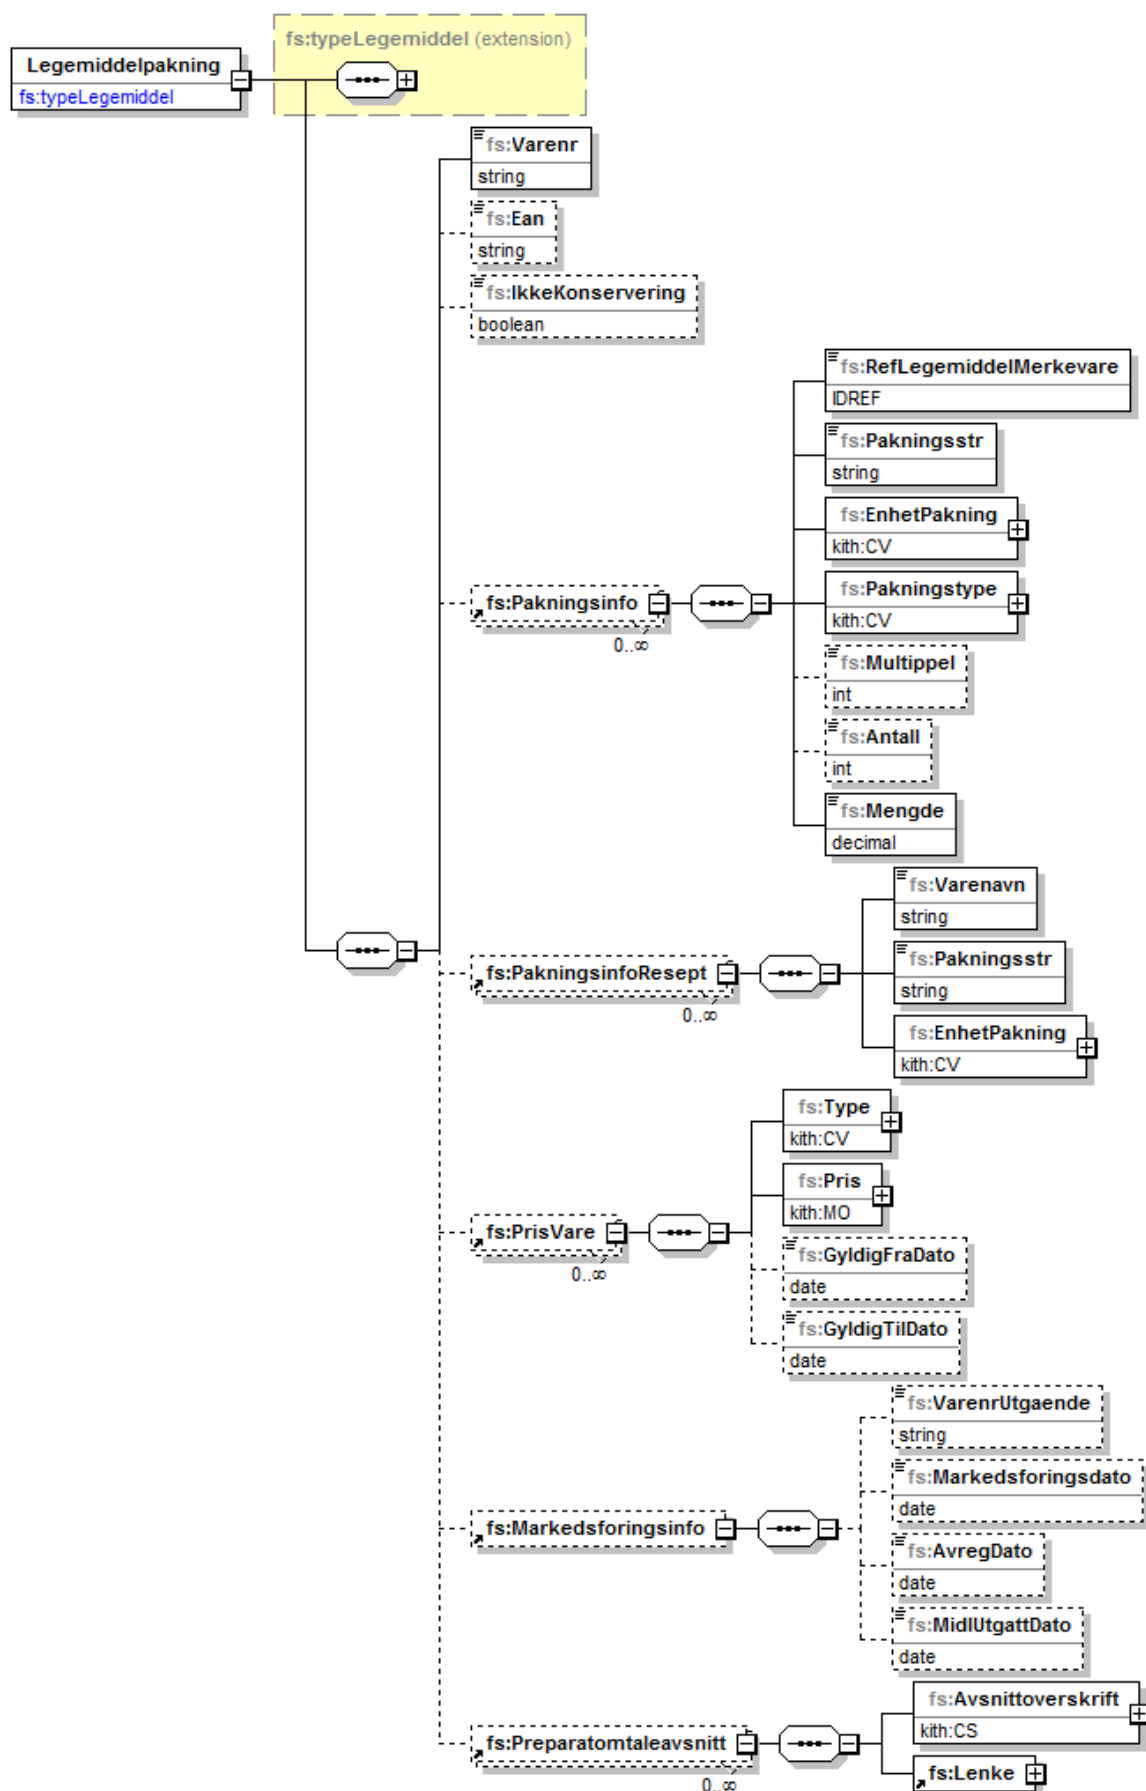 fs:typeLegemiddel (extension)
Legemiddelpakning
fs:typeLegemiddel
fs:Varenr
string
fs:Ean
string
fs:IkkeKonservering
boolean
fs:RefLegemiddelMerkevare
IDREF
fs:Pakningsstr
string
fs:EnhetPakning
kith:CV
fs:Pakningsinfo
0..∞
fs:Pakningstype
kith:CV
fs:Multippel
int
fs:Antall
int
fs:Mengde
decimal
fs:Varenavn
string
fs:PakningsinfoResept
0..∞
fs:Pakningsstr
string
fs:EnhetPakning
kith:CV
fs:Type
kith:CV
fs:Pris
kith:MO
fs:PrisVare
0..∞
fs:GyldigFraDato
date
fs:GyldigTilDato
date
fs:VarenrUtgaende
string
fs:Markedsforingsdato
date
fs:Markedsforingsinfo
fs:AvregDato
date
fs:MidlUtgattDato
date
fs:Avsnittoverskrift
kith:CS
fs:Preparatomtaleavsnitt
0..∞
fs:Lenke